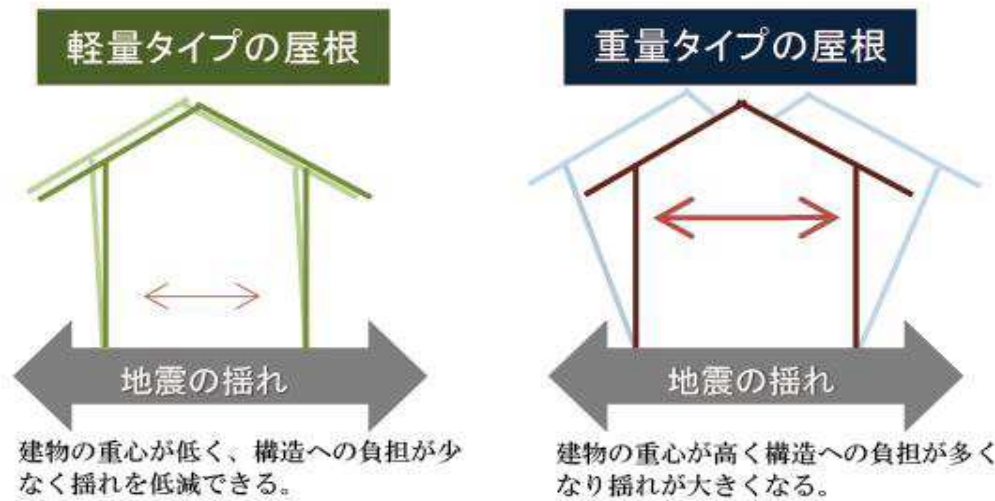 軽量タイプの屋根
重量タイプの屋根
地震の揺れ
地震の揺れ
建物の重心が低く、構造への負担が少
なく揺れを低減できる。
建物の重心が高く構造への負担が多く
なり揺れが大きくなる。